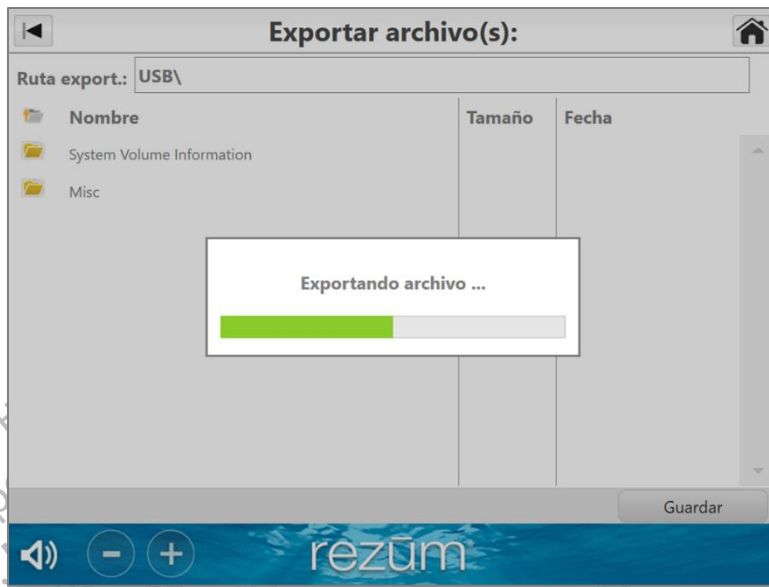 Exportar archivo(s):
Ruta export.: USB\
Nombre Tamaño Fecha
System Volume Information
Misc
Exportando archivo ...
Guardar
rezūm